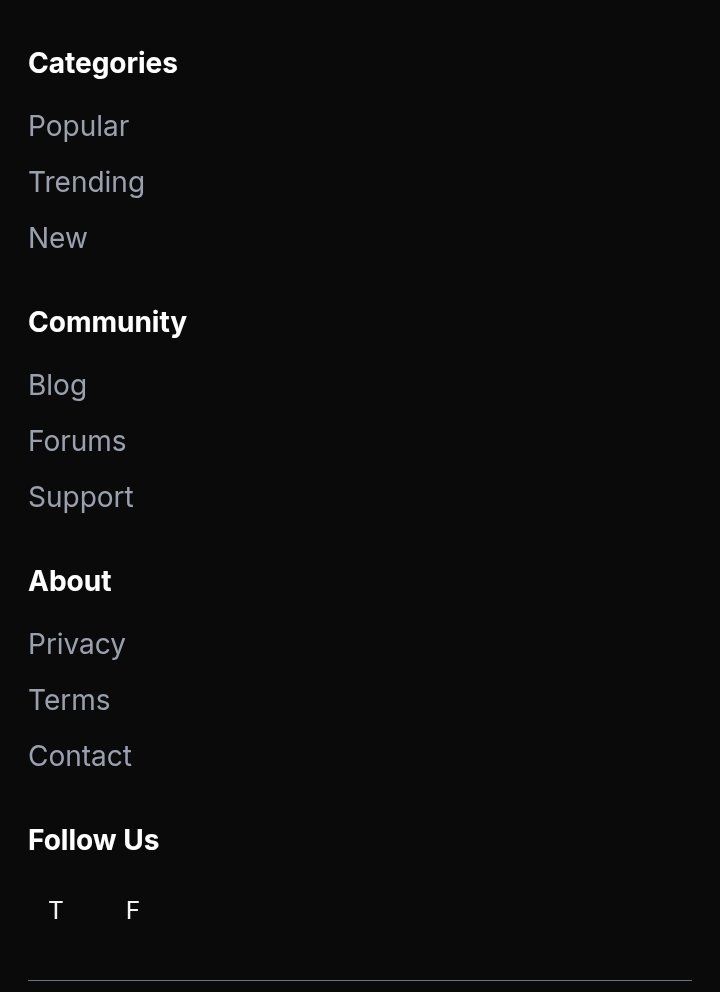 Categories
Popular
Trending
New
Community
Blog
Forums
Support
About
Privacy
Terms
Contact
Follow Us
T F